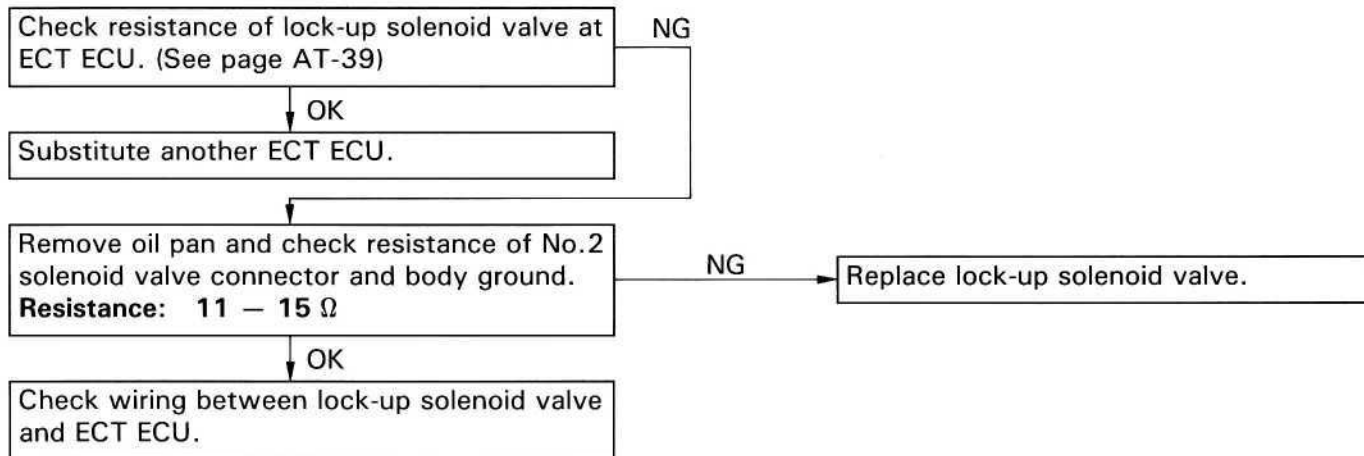 Check resistance of lock-up solenoid valve at
ECT ECU. (See page AT-39)
NG
OK
Substitute another ECT ECU.
Remove oil pan and check resistance of No.2
solenoid valve connector and body ground.
Resistance: 11 — 15 Ω
NG
Replace lock-up solenoid valve.
OK
Check wiring between lock-up solenoid valve
and ECT ECU.